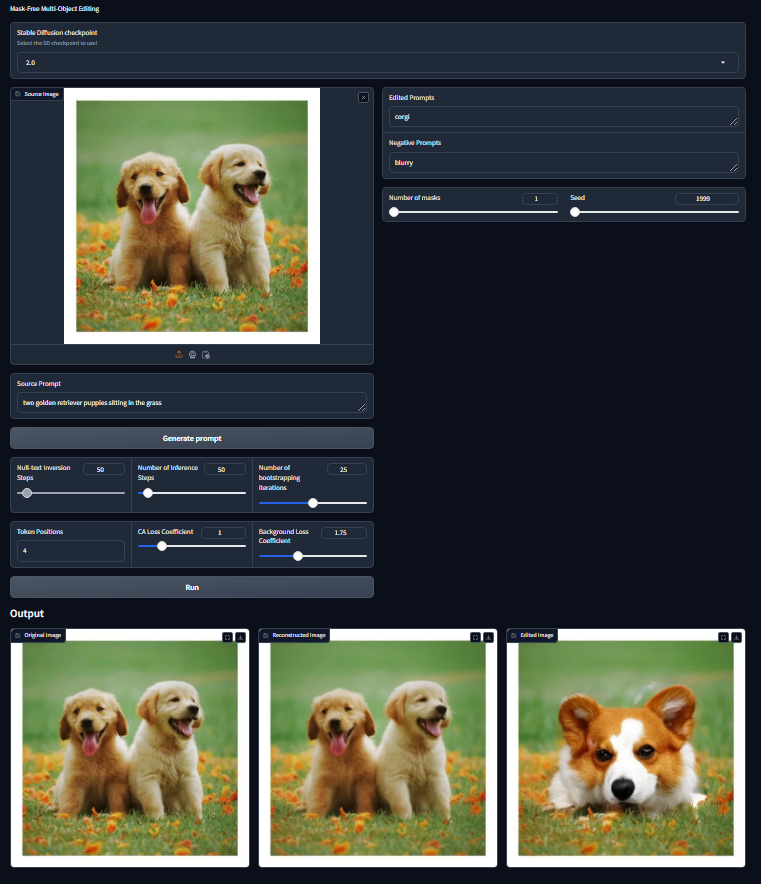 Mask-Free Multi-Object Editing
Stable Diffusion checkpoint
Select the SD checkpoint to use!
2.0
Source Image
Edited Prompts
corgi
Negative Prompts
blurry
Number of masks
1
Seed
1999
Source Prompt
two golden retriever puppies sitting in the grass
Generate prompt
Null-text Inversion
Steps
50
Number of Inference
Steps
50
Number of
bootstrapping
iterations
25
Token Positions
4
CA Loss Coefficient
1
Background Loss
Coefficient
1.75
Run
Output
Original Image
Reconstructed Image
Edited Image